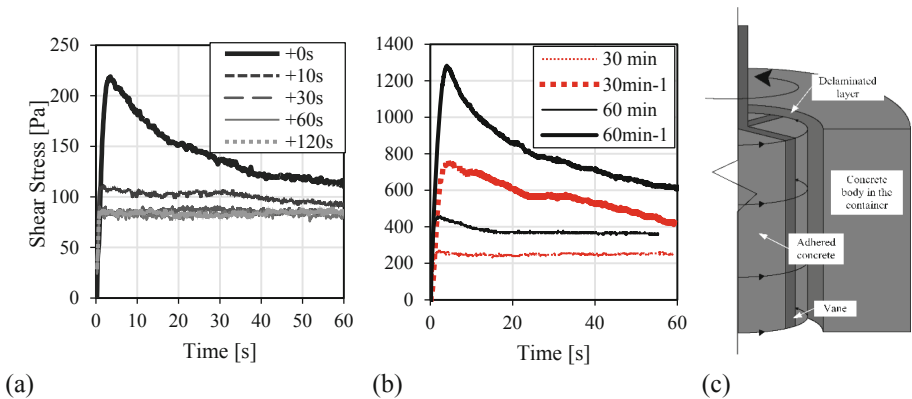 (a)
Shear Stress [Pa]
250
200
150
100
50
0
0 10 20 30 40 50 60
Time [s]
+0s
+10s
+30s
+60s
+120s
(b)
1400
1200
1000
800
600
400
200
0
0 20 40 60
Time [s]
30 min
30min-1
60 min
60min-1
(c)
Delaminated
layer
Concrete
body in the
container
Adhered
concrete
Vane